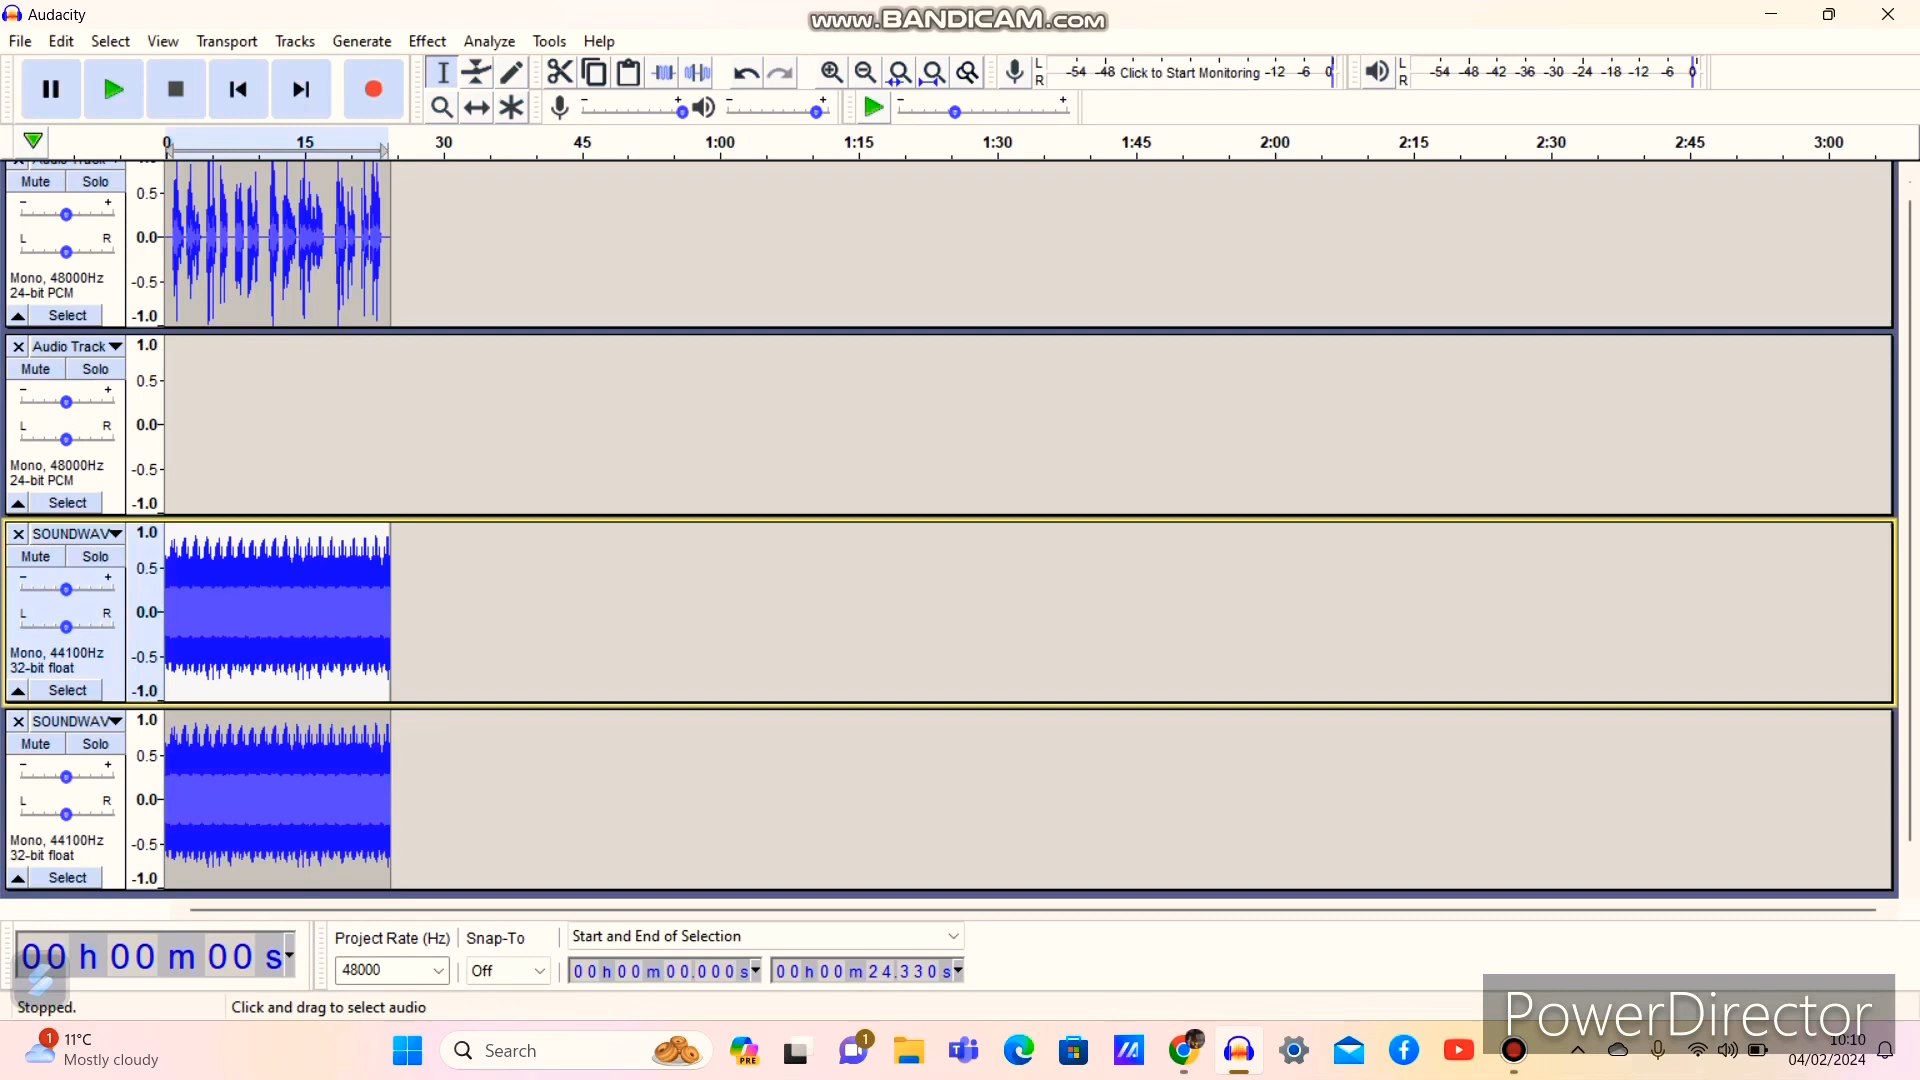 Audacity
www.BANDICAM.com
File Edit Select View Transport Tracks Generate Effect Analyze Tools Help
L R -54 -48 Click to Start Monitoring -12 -6 0
L R -54 -48 -42 -36 -30 -24 -18 -12 -6 0
0 15 30 45 1:00 1:15 1:30 1:45 2:00 2:15 2:30 2:45 3:00
Audio Track
Mute Solo
- +
L R
Mono, 48000Hz
24-bit PCM
Select
0.5
0.0
-0.5
-1.0
Audio Track
Mute Solo
- +
L R
Mono, 48000Hz
24-bit PCM
Select
1.0
0.5
0.0
-0.5
-1.0
SOUNDWAV
Mute Solo
- +
L R
Mono, 44100Hz
32-bit float
Select
1.0
0.5
0.0
-0.5
-1.0
SOUNDWAV
Mute Solo
- +
L R
Mono, 44100Hz
32-bit float
Select
1.0
0.5
0.0
-0.5
-1.0
00 h 00 m 00 s
Project Rate (Hz) Snap-To Start and End of Selection
48000 Off 00 h 00 m 00.000 s 00 h 00 m 24.330 s
Stopped. Click and drag to select audio
PowerDirector
1 11°C
Mostly cloudy
Search
PRE
1
10:10
04/02/2024